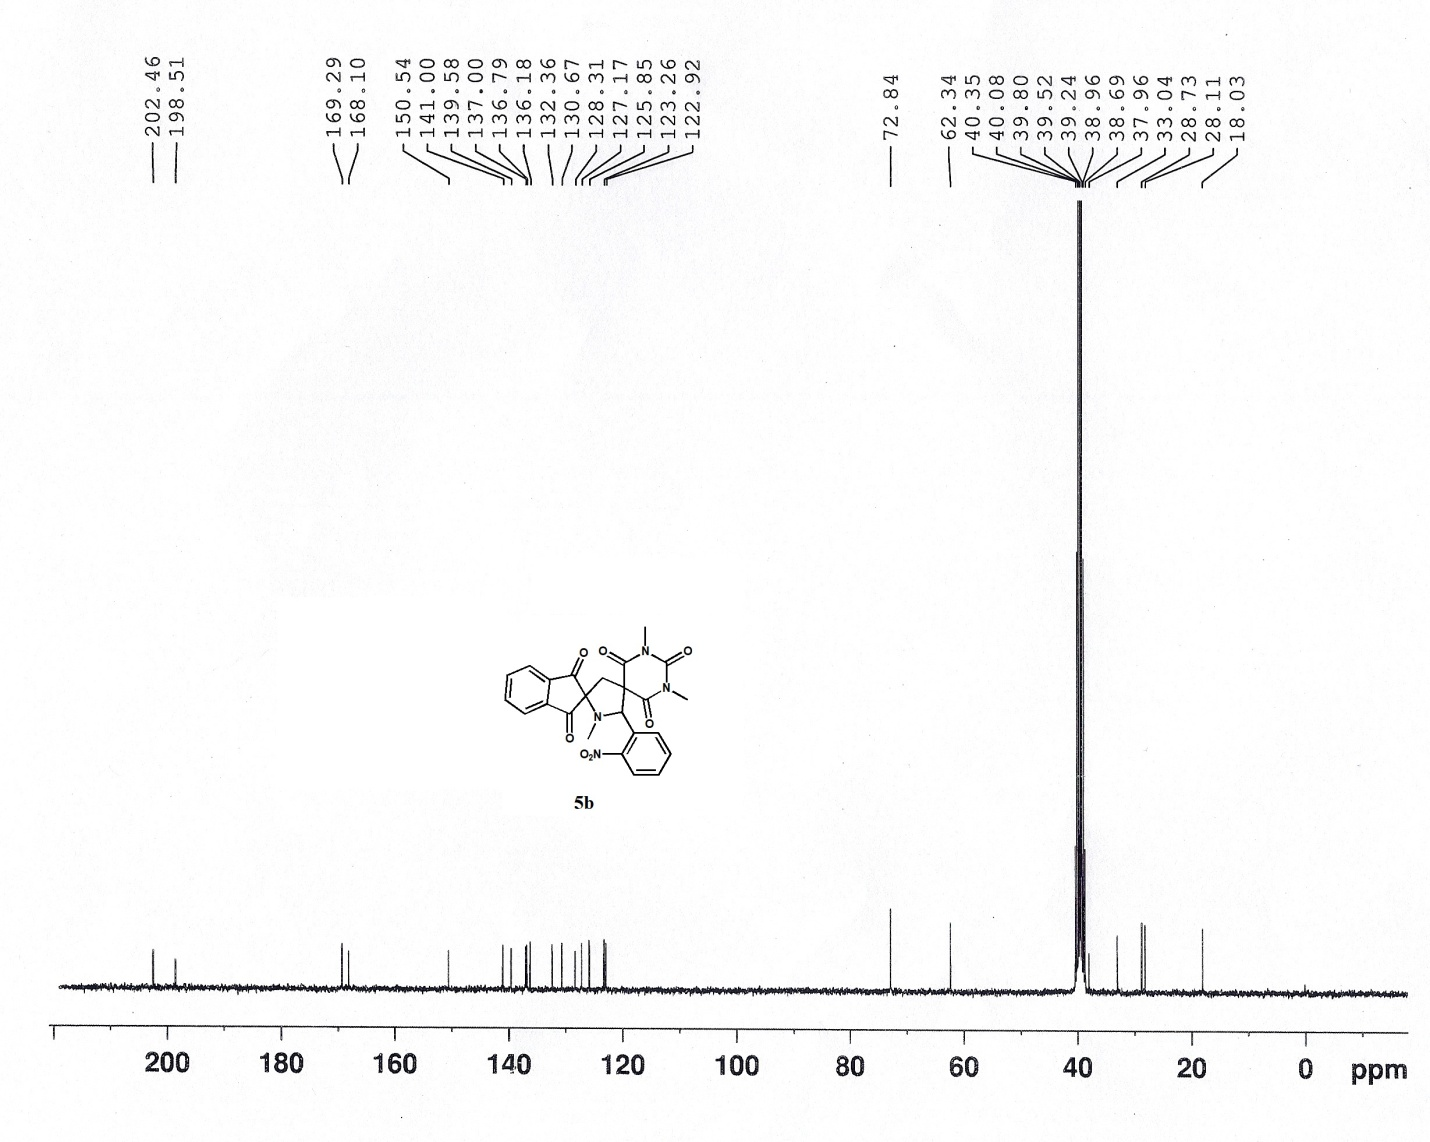 202.46
198.51
169.29
168.10
150.54
141.00
139.58
137.00
136.79
136.18
132.36
130.67
128.31
127.17
125.85
123.26
122.92
72.84
62.34
40.35
40.08
39.80
39.52
39.24
38.96
38.69
37.96
33.04
28.73
28.11
18.03
O
O
N
O
N
O
N
O
O₂N
5b
200 180 160 140 120 100 80 60 40 20 0 ppm